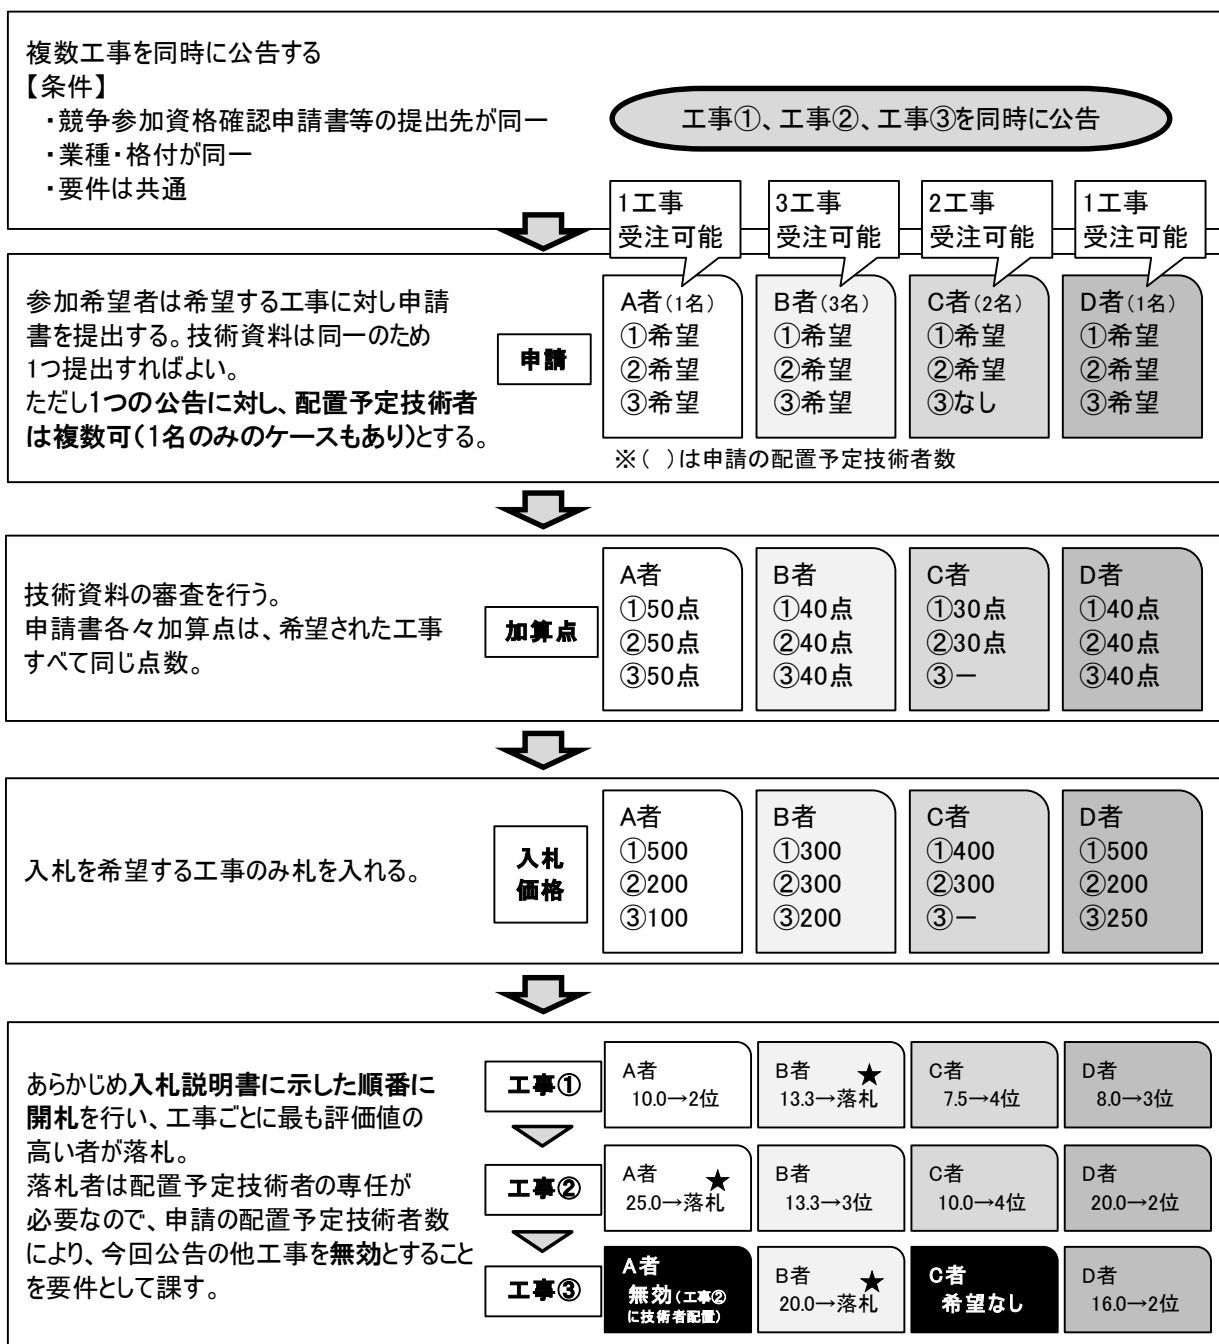 複数工事を同時に公告する
【条件】
・競争参加資格確認申請書等の提出先が同一
・業種・格付が同一
・要件は共通
工事①、工事②、工事③を同時に公告
1工事
受注可能
3工事
受注可能
2工事
受注可能
1工事
受注可能
参加希望者は希望する工事に対し申請
書を提出する。技術資料は同一のため
1つ提出すればよい。
ただし1つの公告に対し、配置予定技術者
は複数可(1名のみのケースもあり)とする。
申請
A者(1名)
①希望
②希望
③希望
B者(3名)
①希望
②希望
③希望
C者(2名)
①希望
②希望
③なし
D者(1名)
①希望
②希望
③希望
※( )は申請の配置予定技術者数
技術資料の審査を行う。
申請書各々加算点は、希望された工事
すべて同じ点数。
加算点
A者
①50点
②50点
③50点
B者
①40点
②40点
③40点
C者
①30点
②30点
③ー
D者
①40点
②40点
③40点
入札を希望する工事のみ札を入れる。
入札
価格
A者
①500
②200
③100
B者
①300
②300
③200
C者
①400
②300
③ー
D者
①500
②200
③250
あらかじめ入札説明書に示した順番に
開札を行い、工事ごとに最も評価値の
高い者が落札。
落札者は配置予定技術者の専任が
必要なので、申請の配置予定技術者数
により、今回公告の他工事を無効とすること
を要件として課す。
工事①
A者
10.0→2位
B者 ★
13.3→落札
C者
7.5→4位
D者
8.0→3位
工事②
A者 ★
25.0→落札
B者
13.3→3位
C者
10.0→4位
D者
20.0→2位
工事③
A者
無効(工事②
に技術者配置)
B者 ★
20.0→落札
C者
希望なし
D者
16.0→2位